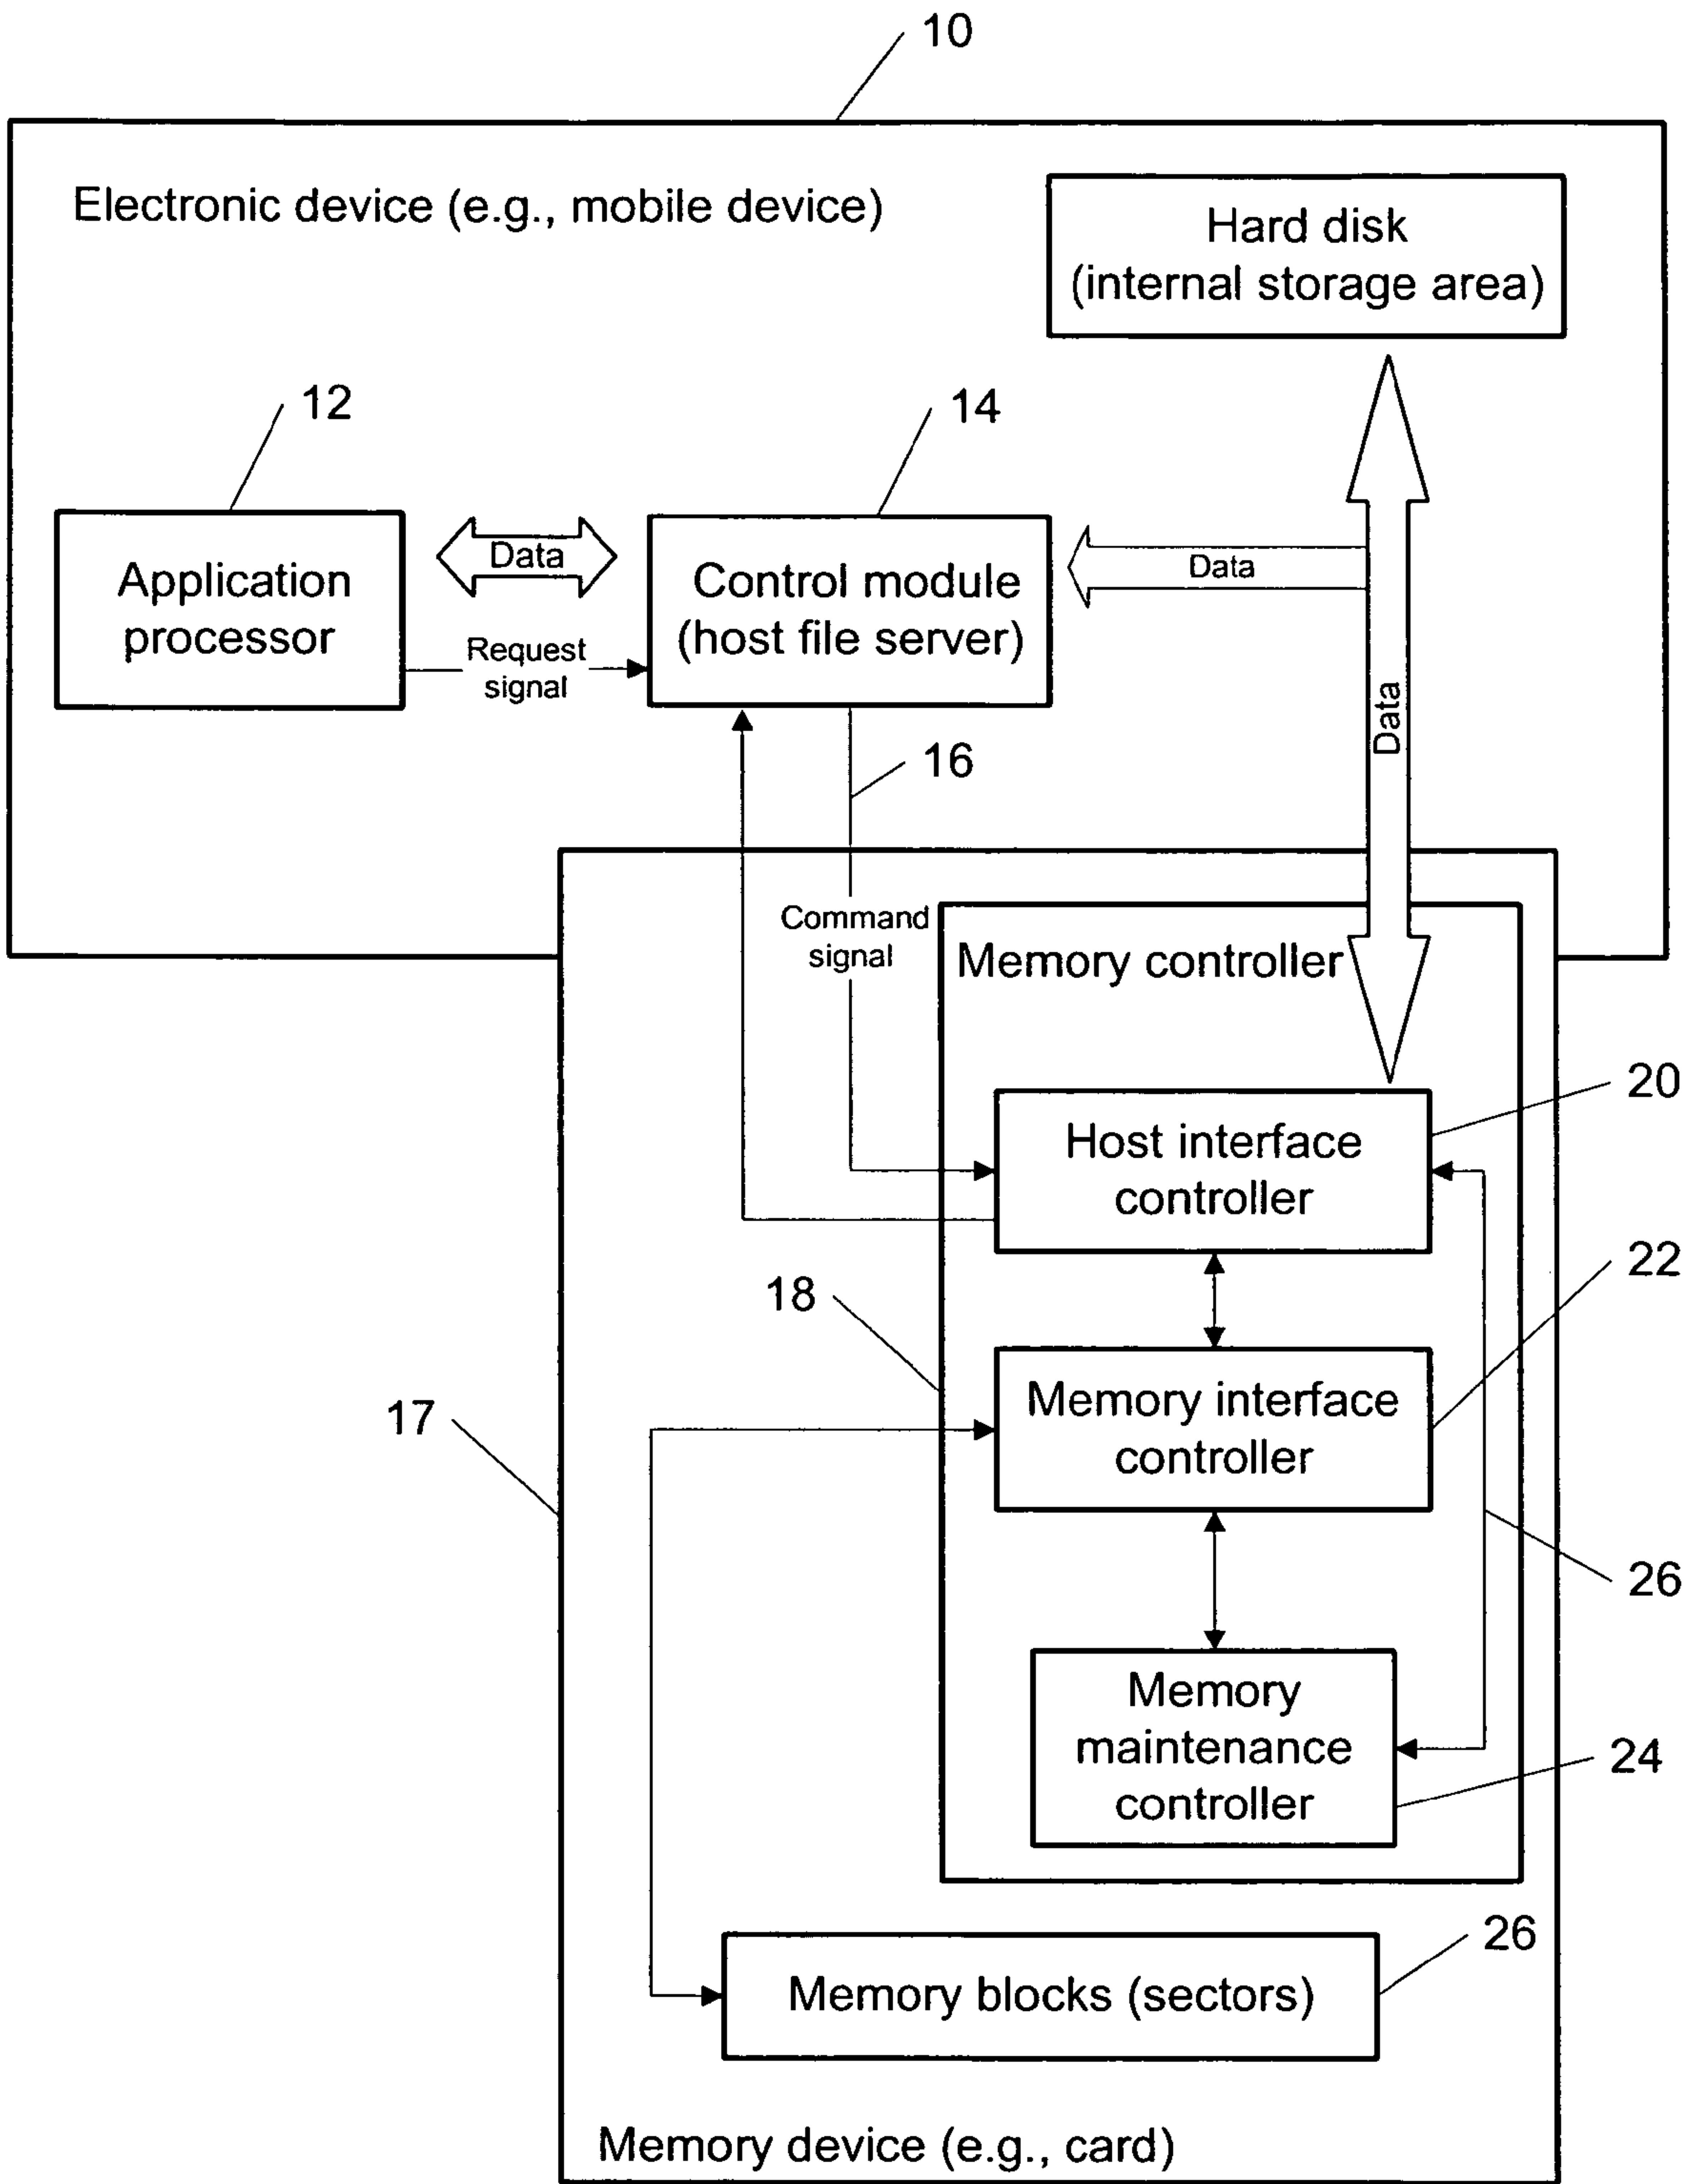 10
Electronic device (e.g., mobile device)
Hard disk
(internal storage area)
12
14
Application
processor
Data
Request
signal
Control module
(host file server)
Data
Data
16
Command
signal
Memory controller
20
Host interface
controller
22
18
Memory interface
controller
17
26
Memory
maintenance
controller
24
26
Memory blocks (sectors)
Memory device (e.g., card)